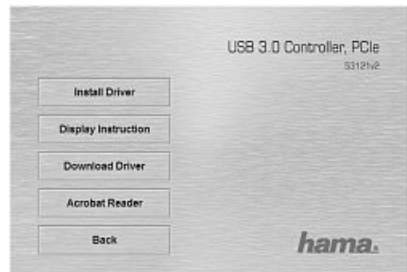 USB 3.0 Controller, PCIe
53121v2
Install Driver
Display Instruction
Download Driver
Acrobat Reader
Back
hama.